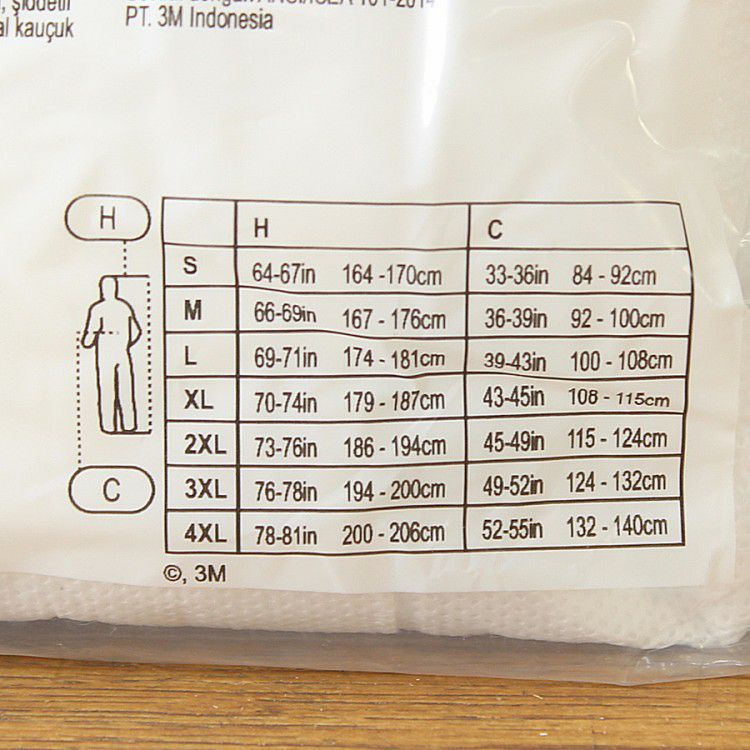 , şiddetli
al kauçuk
PT. 3M Indonesia
H
H C
S 64-67in 164 -170cm 33-36in 84 - 92cm
M 66-69in 167 - 176cm 36-39in 92 - 100cm
L 69-71in 174 - 181cm 39-43in 100 - 108cm
XL 70-74in 179 - 187cm 43-45in 108 - 115cm
2XL 73-76in 186 - 194cm 45-49in 115 - 124cm
3XL 76-78in 194 - 200cm 49-52in 124 - 132cm
4XL 78-81in 200 - 206cm 52-55in 132 - 140cm
C
©, 3M